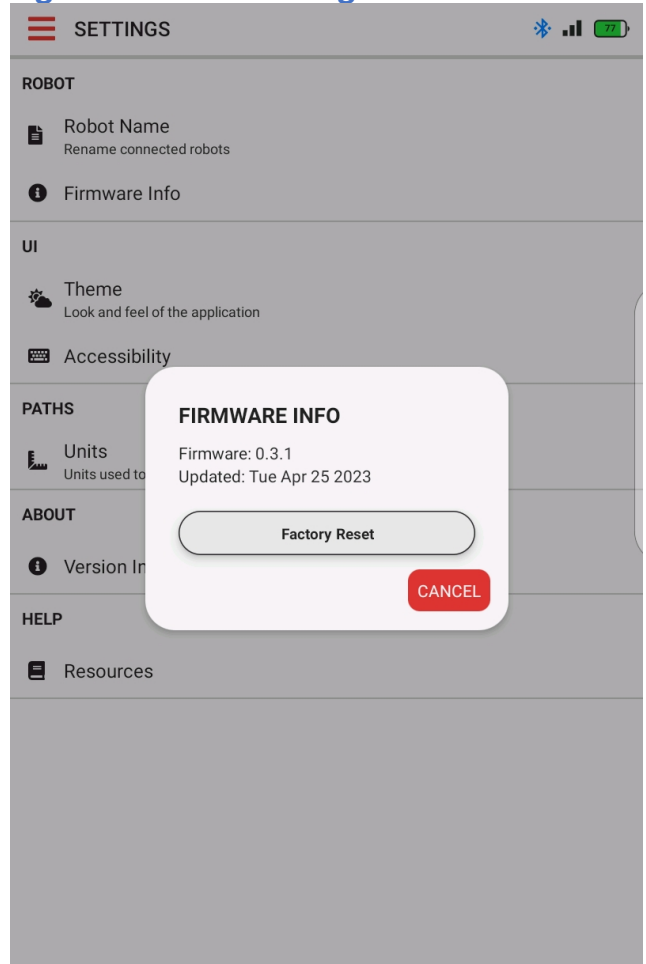 SETTINGS
77
ROBOT
Robot Name
Rename connected robots
Firmware Info
UI
Theme
Look and feel of the application
Accessibility
PATHS
Units
Units used to
ABOUT
Version
HELP
Resources
FIRMWARE INFO
Firmware: 0.3.1
Updated: Tue Apr 25 2023
Factory Reset
CANCEL